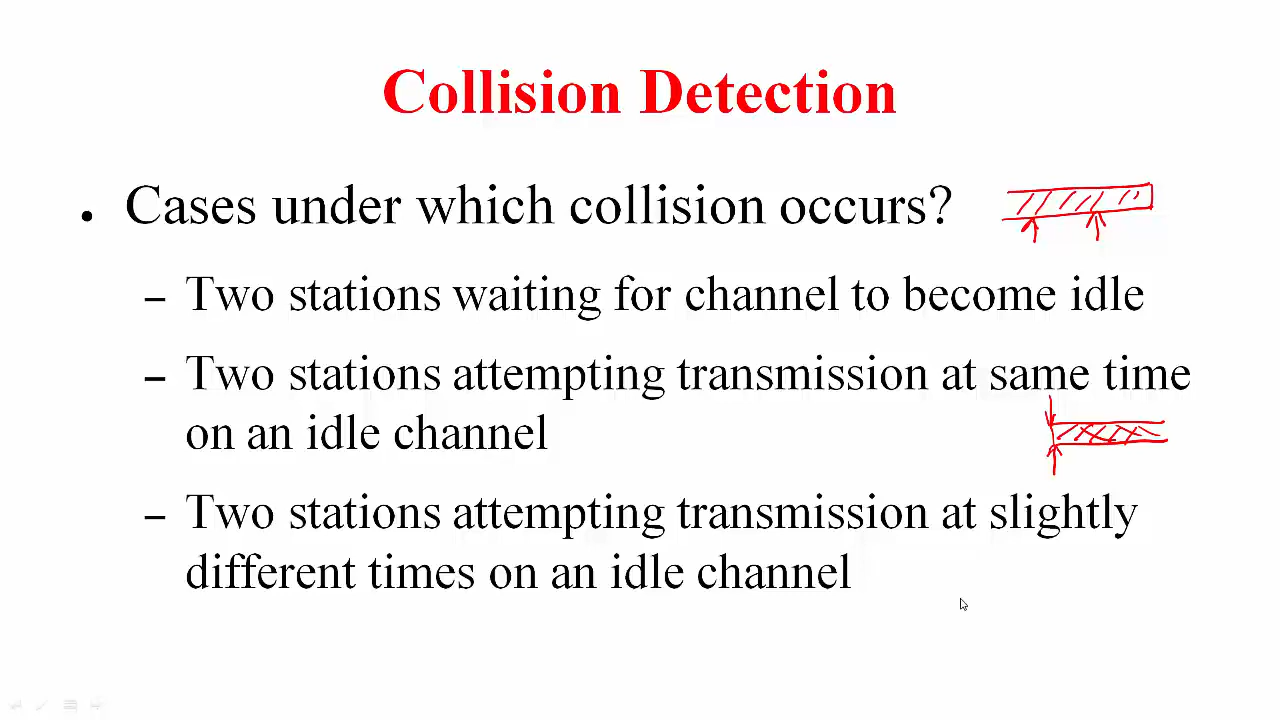 Collision Detection
• Cases under which collision occurs?
– Two stations waiting for channel to become idle
– Two stations attempting transmission at same time
on an idle channel
– Two stations attempting transmission at slightly
different times on an idle channel